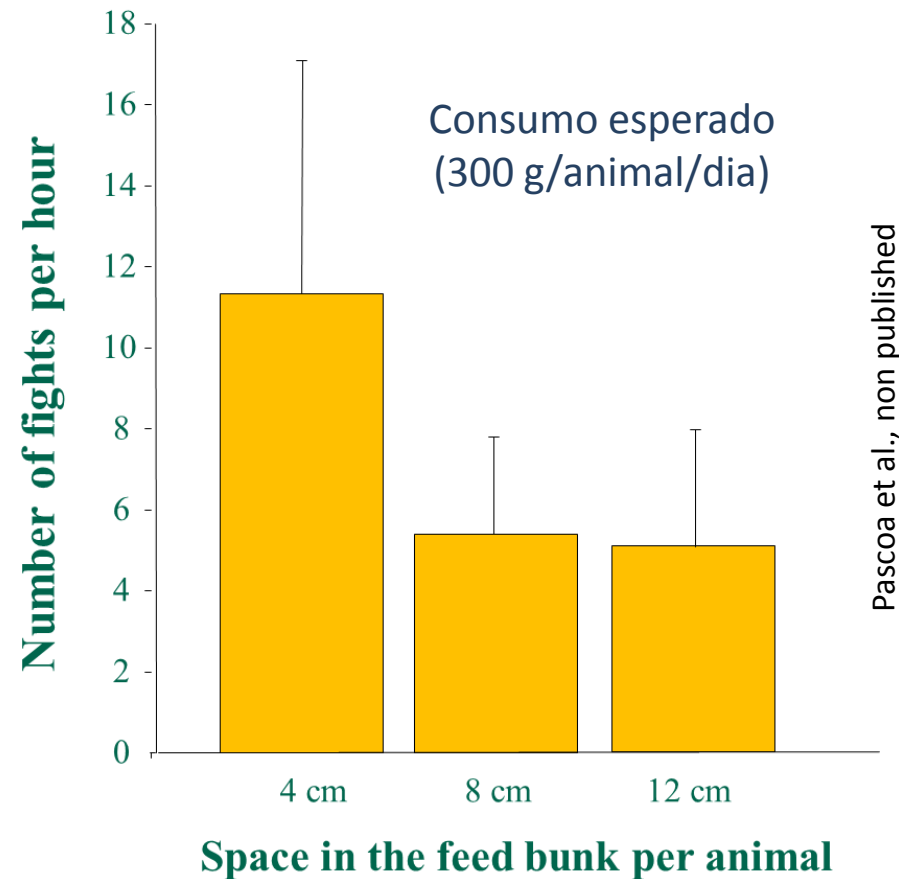 Number of fights per hour
18
16
14
12
10
8
6
4
2
0
Consumo esperado
(300 g/animal/dia)
Pascoa et al., non published
4 cm
8 cm
12 cm
Space in the feed bunk per animal